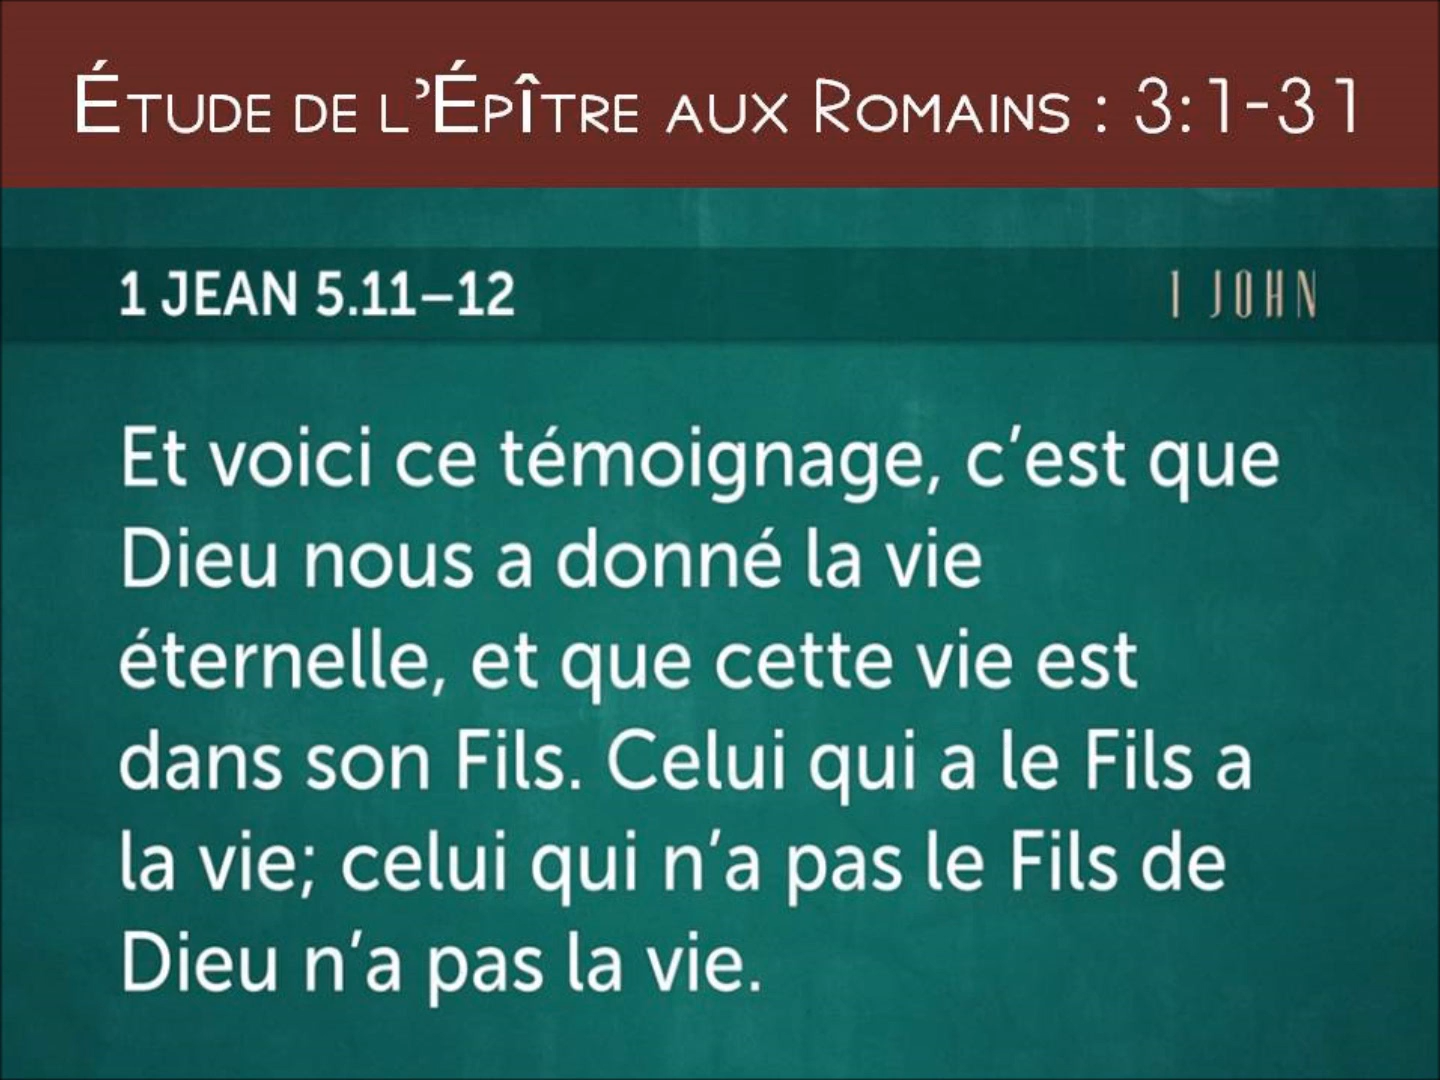 Étude de l'Épître aux Romains : 3:1-31
1 JEAN 5.11–12
1 JOHN
Et voici ce témoignage, c’est que
Dieu nous a donné la vie
éternelle, et que cette vie est
dans son Fils. Celui qui a le Fils a
la vie; celui qui n’a pas le Fils de
Dieu n’a pas la vie.